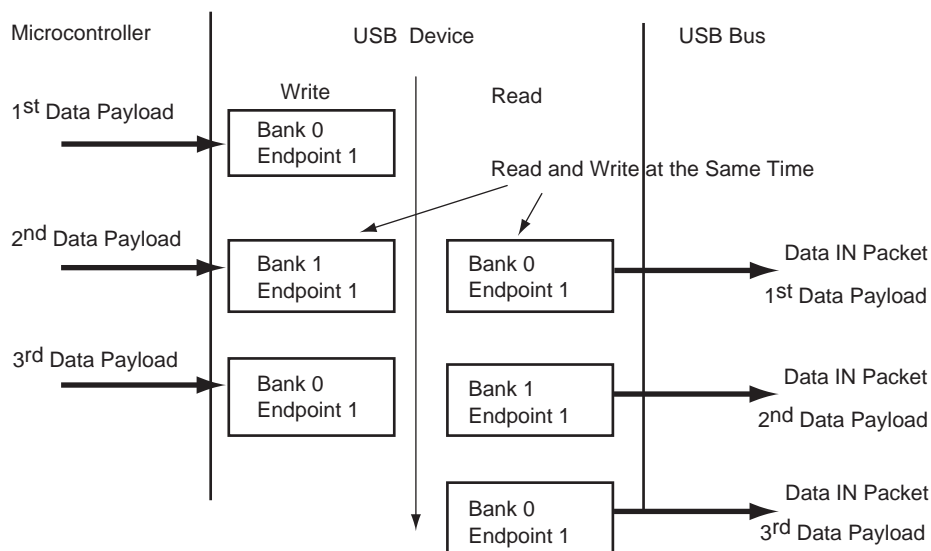 Microcontroller
USB Device
USB Bus
Write
Read
1st Data Payload
Bank 0
Endpoint 1
Read and Write at the Same Time
2nd Data Payload
Bank 1
Endpoint 1
Bank 0
Endpoint 1
Data IN Packet
1st Data Payload
3rd Data Payload
Bank 0
Endpoint 1
Bank 1
Endpoint 1
Data IN Packet
2nd Data Payload
Bank 0
Endpoint 1
Data IN Packet
3rd Data Payload